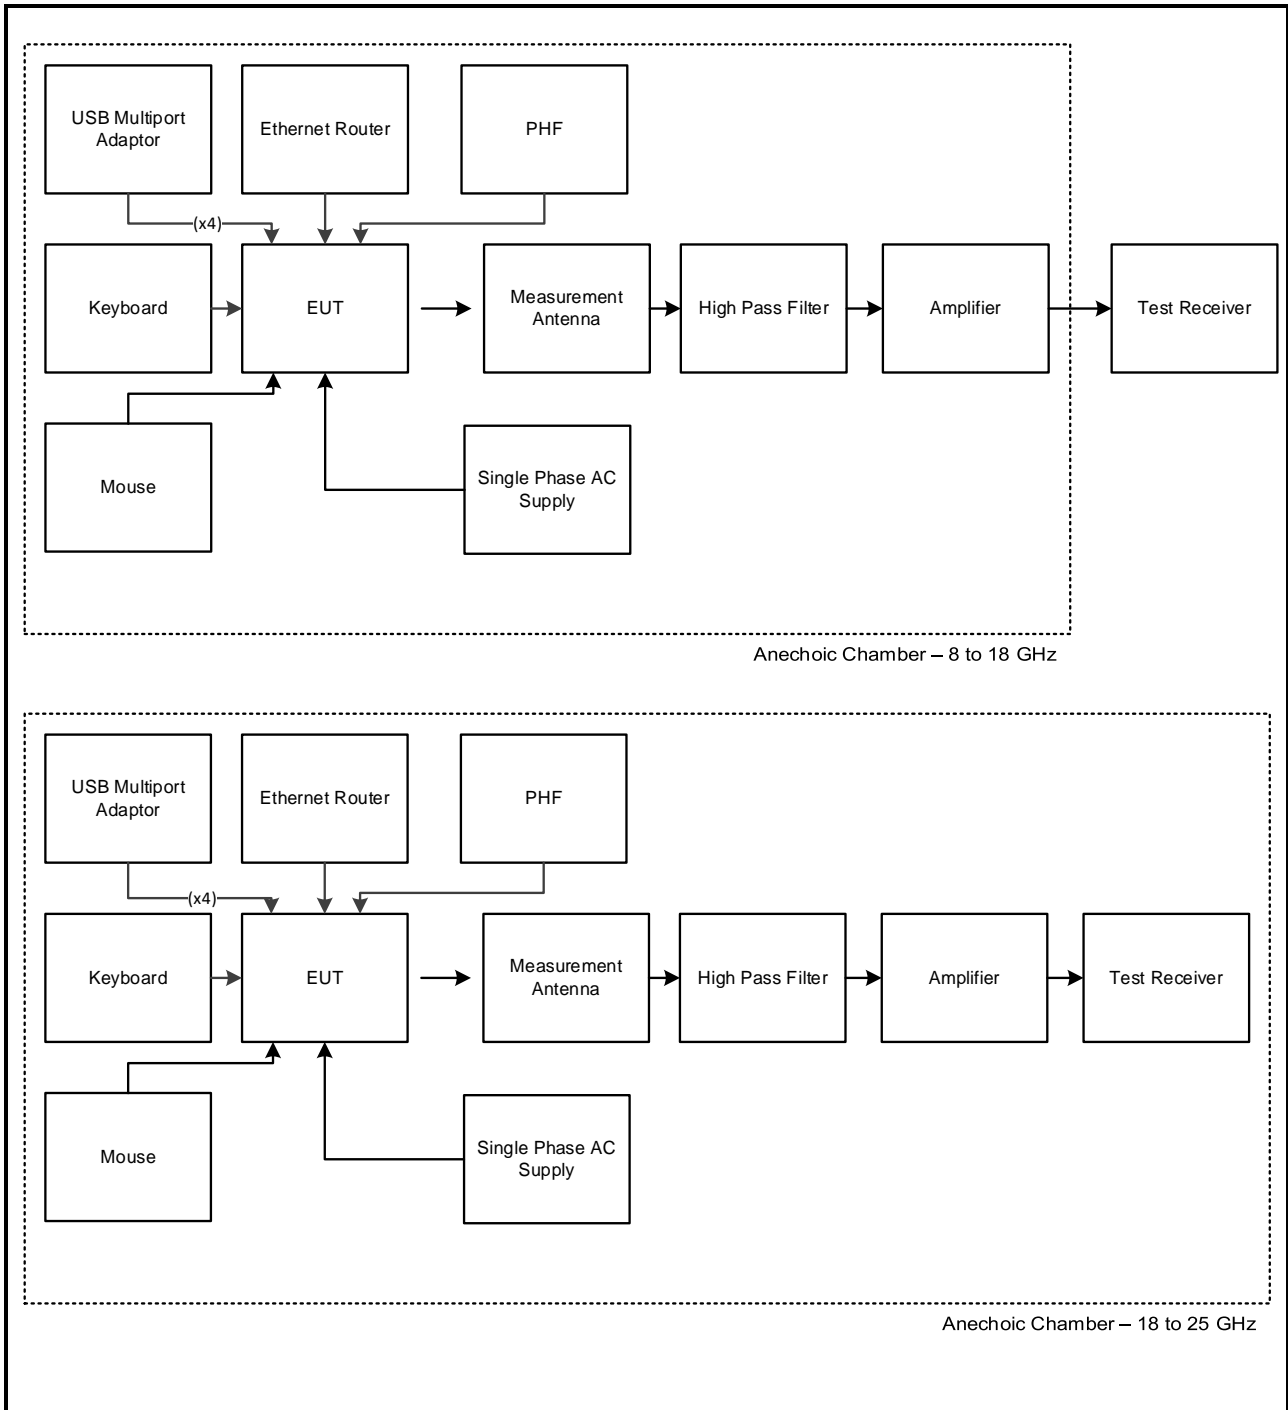 USB Multiport
Adaptor
Ethernet Router
PHF
(x4)
Keyboard
EUT
Measurement
Antenna
High Pass Filter
Amplifier
Test Receiver
Mouse
Single Phase AC
Supply
Anechoic Chamber – 8 to 18 GHz
USB Multiport
Adaptor
Ethernet Router
PHF
(x4)
Keyboard
EUT
Measurement
Antenna
High Pass Filter
Amplifier
Test Receiver
Mouse
Single Phase AC
Supply
Anechoic Chamber – 18 to 25 GHz